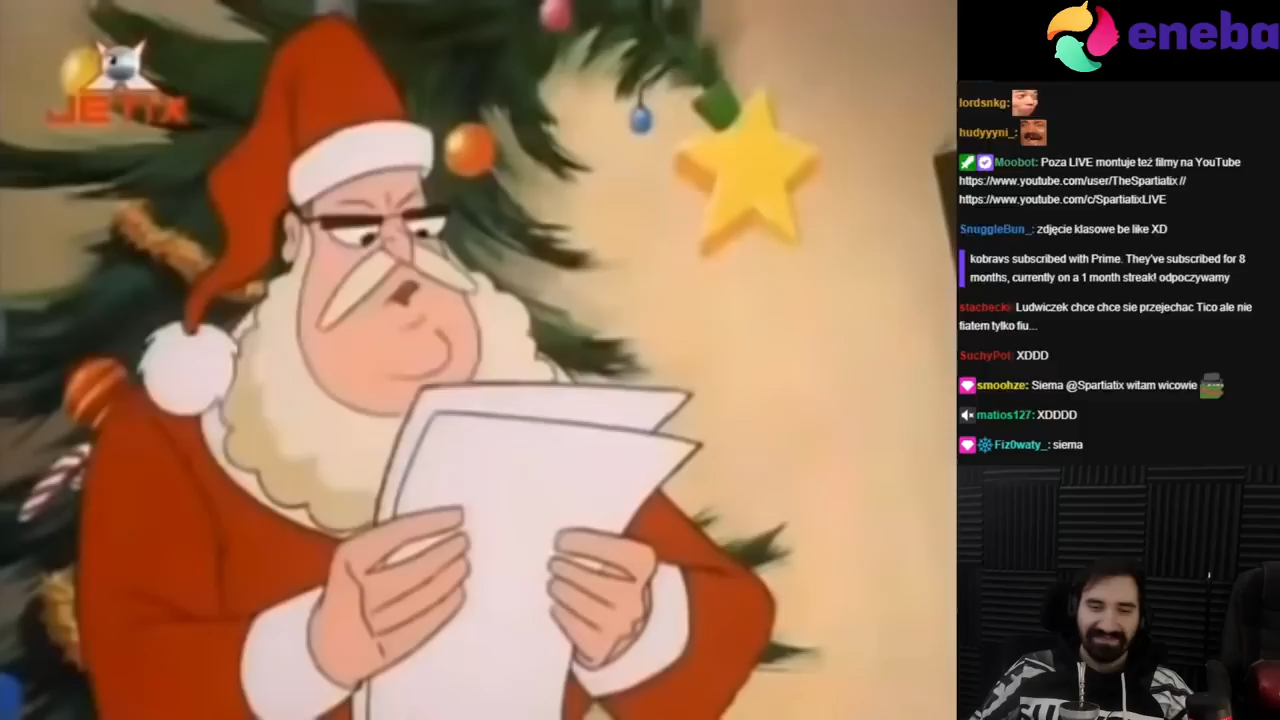 JETIX
eneba
lordsnkg:
hudyyyni_:
Moobot: Poza LIVE montuje też filmy na YouTube
https://www.youtube.com/user/TheSpartiatix //
https://www.youtube.com/c/SpartiatixLIVE
SnuggleBun_: zdjęcie klasowe be like XD
kobravs subscribed with Prime. They've subscribed for 8
months, currently on a 1 month streak! odpoczywamy
stachecki: Ludwiczek chce chce sie przejechac Tico ale nie
fiatem tylko fiu...
SuchyPol: XDDD
smoohze: Siema @Spartiatix witam wicowie
matios127: XDDDD
Fiz0waty_: siema